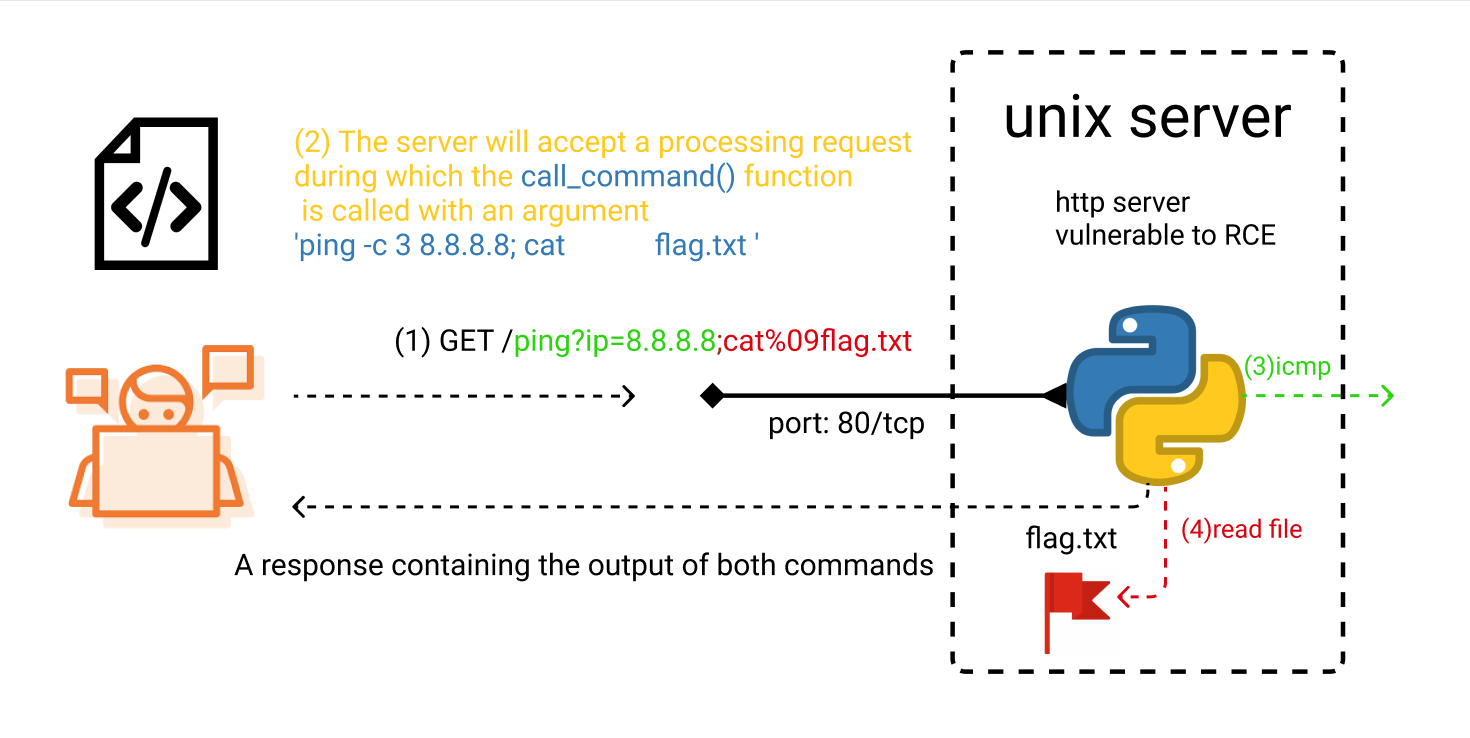 unix server
http server
vulnerable to RCE
(2) The server will accept a processing request
during which the call_command() function
is called with an argument
'ping -c 3 8.8.8.8; cat flag.txt '
(1) GET /ping?ip=8.8.8.8;cat%09flag.txt
port: 80/tcp
(3)icmp
(4)read file
flag.txt
A response containing the output of both commands